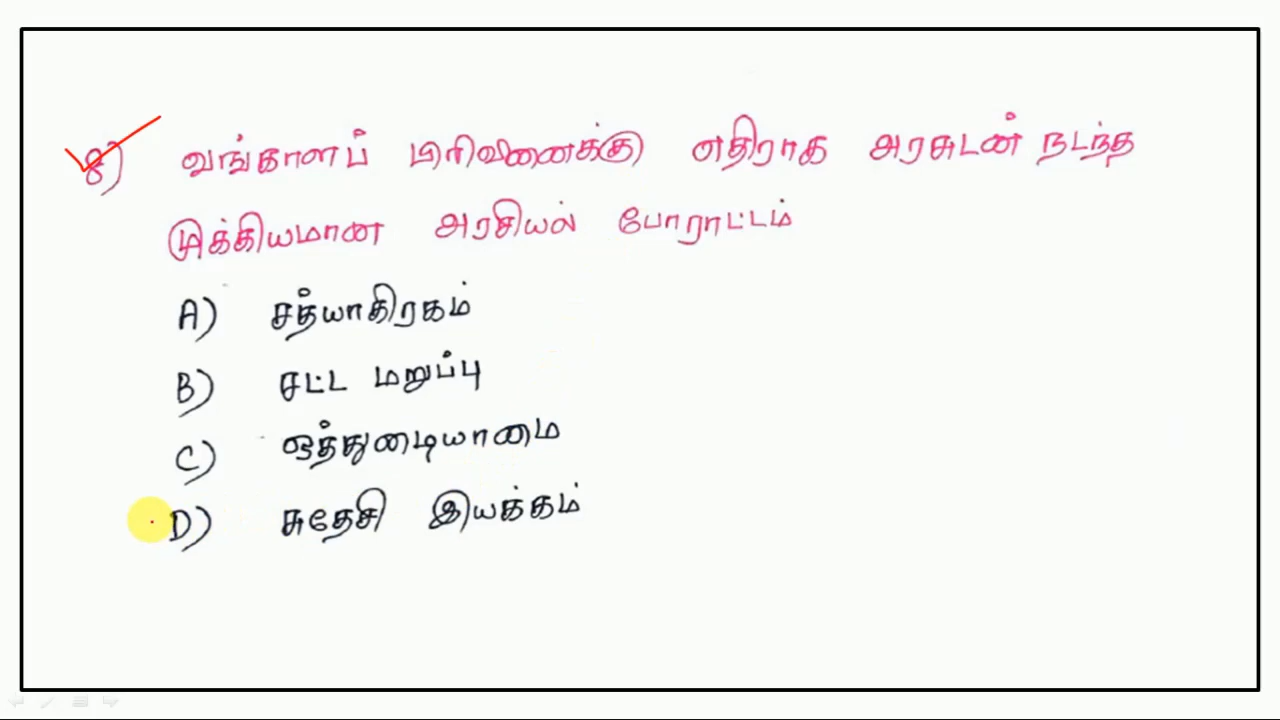 8) வங்காளப் பிரிவினைக்கு எதிராக அரசுடன் நடந்த
முக்கியமான அரசியல் போராட்டம்
A) சத்யாகிரகம்
B) சட்ட மறுப்பு
C) ஒத்துடையாமை
D) சுதேசி இயக்கம்